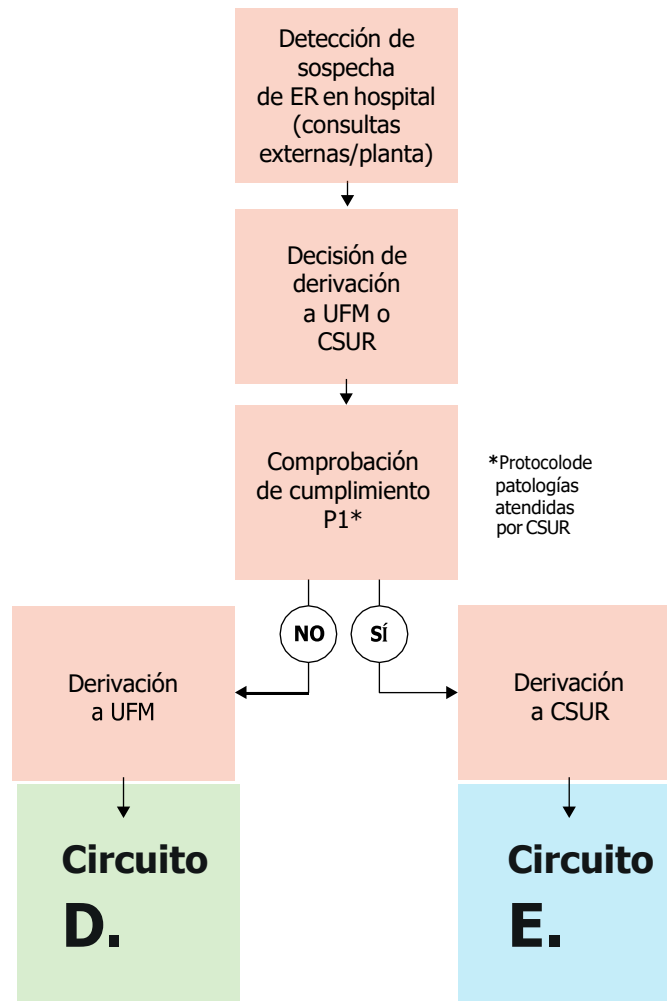 Detección de
sospecha
de ER en hospital
(consultas
externas/planta)
Decisión de
derivación
a UFM o
CSUR
Comprobación
de cumplimiento
P1*
*Protocolode
patologías
atendidas
por CSUR
NO
SÍ
Derivación
a UFM
Derivación
a CSUR
Circuito
D.
Circuito
E.